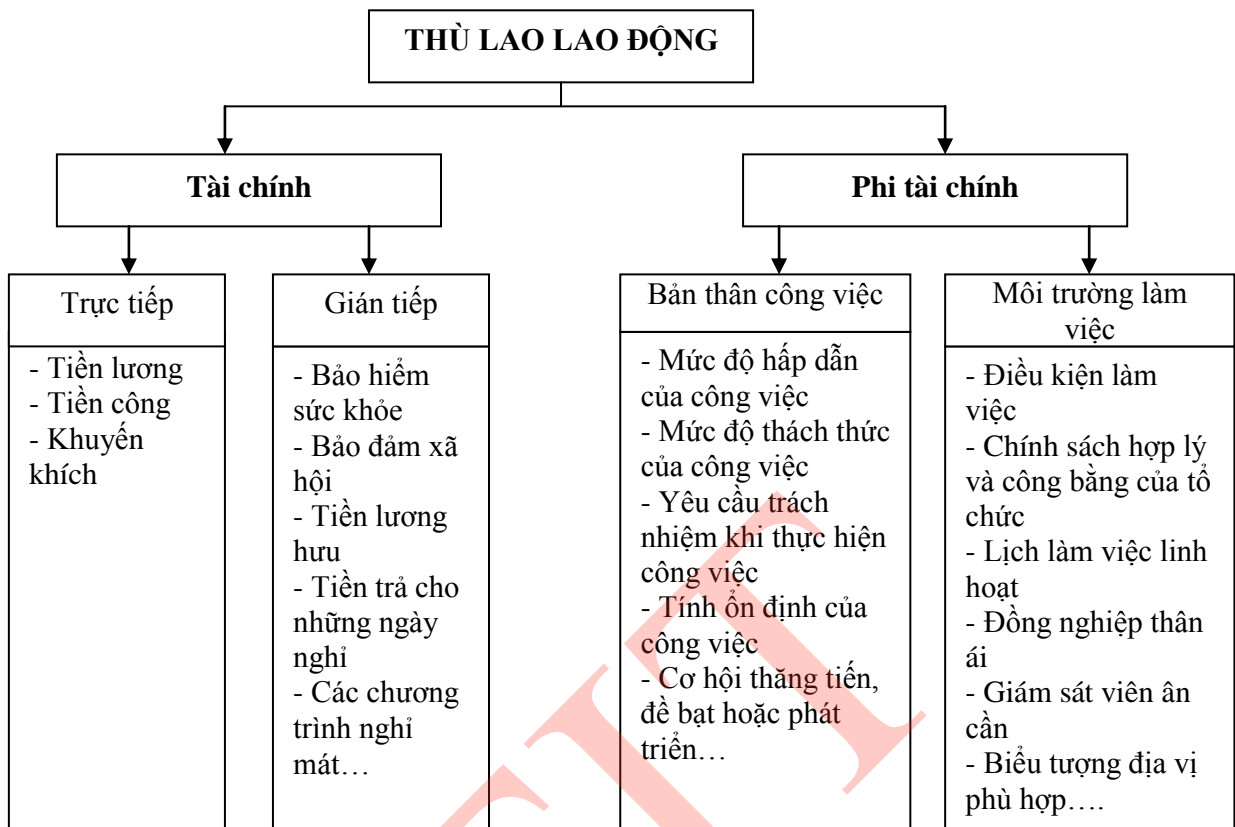 THÙ LAO LAO ĐỘNG
Tài chính
Phi tài chính
Trực tiếp
- Tiền lương
- Tiền công
- Khuyến
khích
Gián tiếp
- Bảo hiểm
sức khỏe
- Bảo đảm xã
hội
- Tiền lương
hưu
- Tiền trả cho
những ngày
nghỉ
- Các chương
trình nghỉ
mát…
Bản thân công việc
- Mức độ hấp dẫn
của công việc
- Mức độ thách thức
của công việc
- Yêu cầu trách
nhiệm khi thực hiện
công việc
- Tính ổn định của
công việc
- Cơ hội thăng tiến,
đề bạt hoặc phát
triển…
Môi trường làm
việc
- Điều kiện làm
việc
- Chính sách hợp lý
và công bằng của tổ
chức
- Lịch làm việc linh
hoạt
- Đồng nghiệp thân
ái
- Giám sát viên ân
cần
- Biểu tượng địa vị
phù hợp….